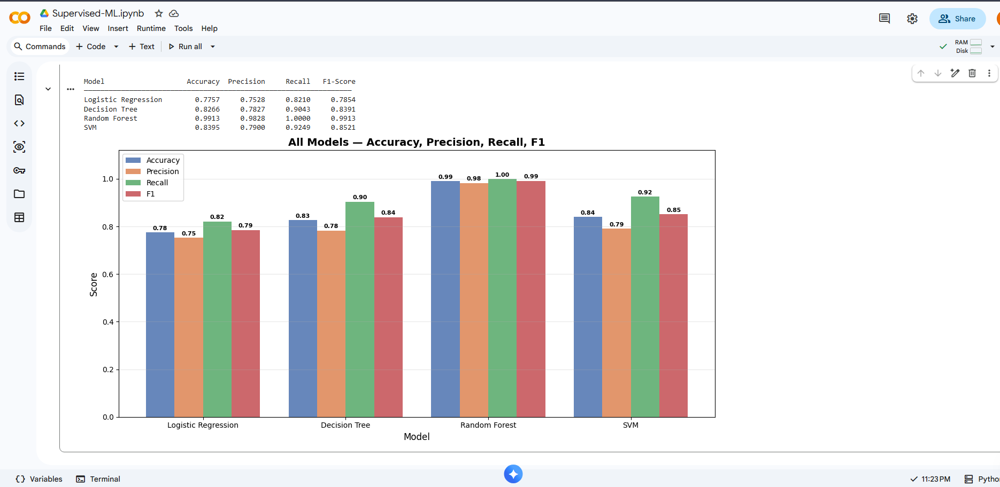 Supervised-ML.ipynb
File Edit View Insert Runtime Tools Help
Share
Commands + Code + Text Run all
RAM
Disk
Model Accuracy Precision Recall F1-Score
Logistic Regression 0.7757 0.7528 0.8210 0.7854
Decision Tree 0.8266 0.7827 0.9043 0.8391
Random Forest 0.9913 0.9828 1.0000 0.9913
SVM 0.8395 0.7900 0.9249 0.8521
All Models — Accuracy, Precision, Recall, F1
Accuracy
Precision
Recall
F1
1.0
0.8
0.6
0.4
0.2
0.0
Score
0.78 0.75 0.82 0.79
0.83 0.78 0.90 0.84
0.99 0.98 1.00 0.99
0.84 0.79 0.92 0.85
Logistic Regression Decision Tree Random Forest SVM
Model
{} Variables Terminal
11:23 PM Pytho